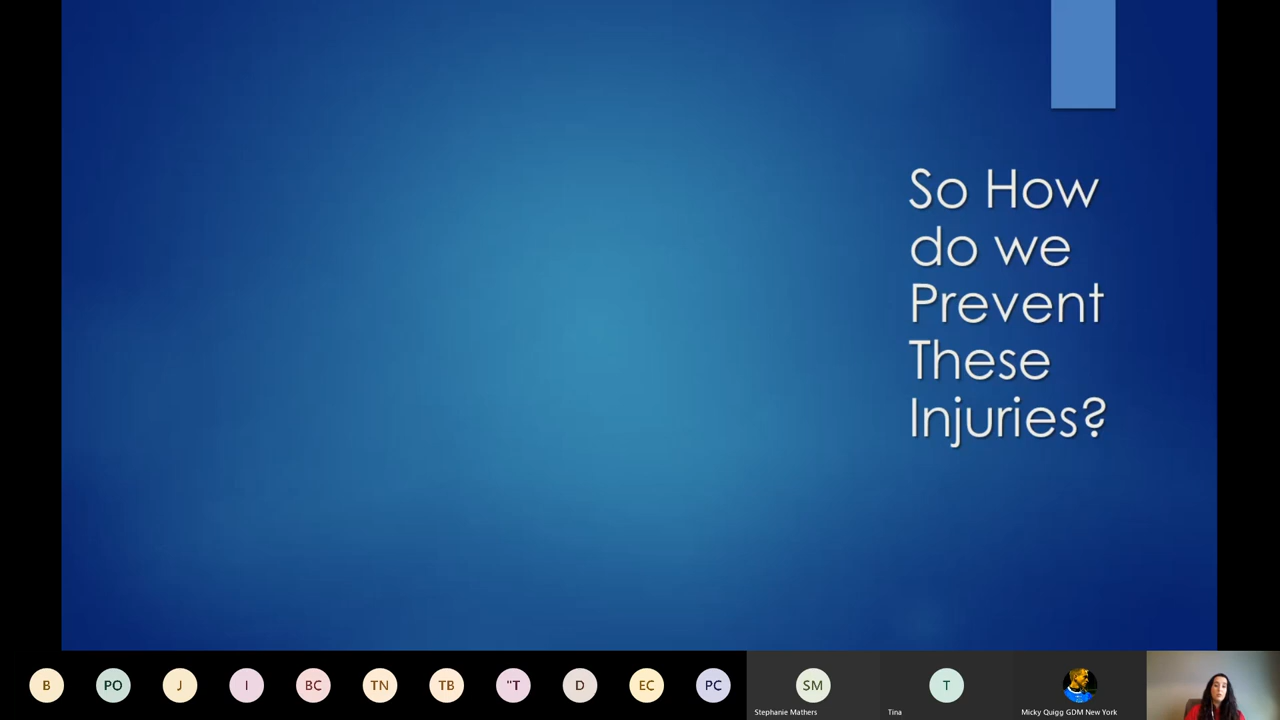 So How
do we
Prevent
These
Injuries?
B
PO
J
I
BC
TN
TB
"T
D
EC
PC
SM
T
Stephanie Mathers
Tina
Micky Quigg GDM New York